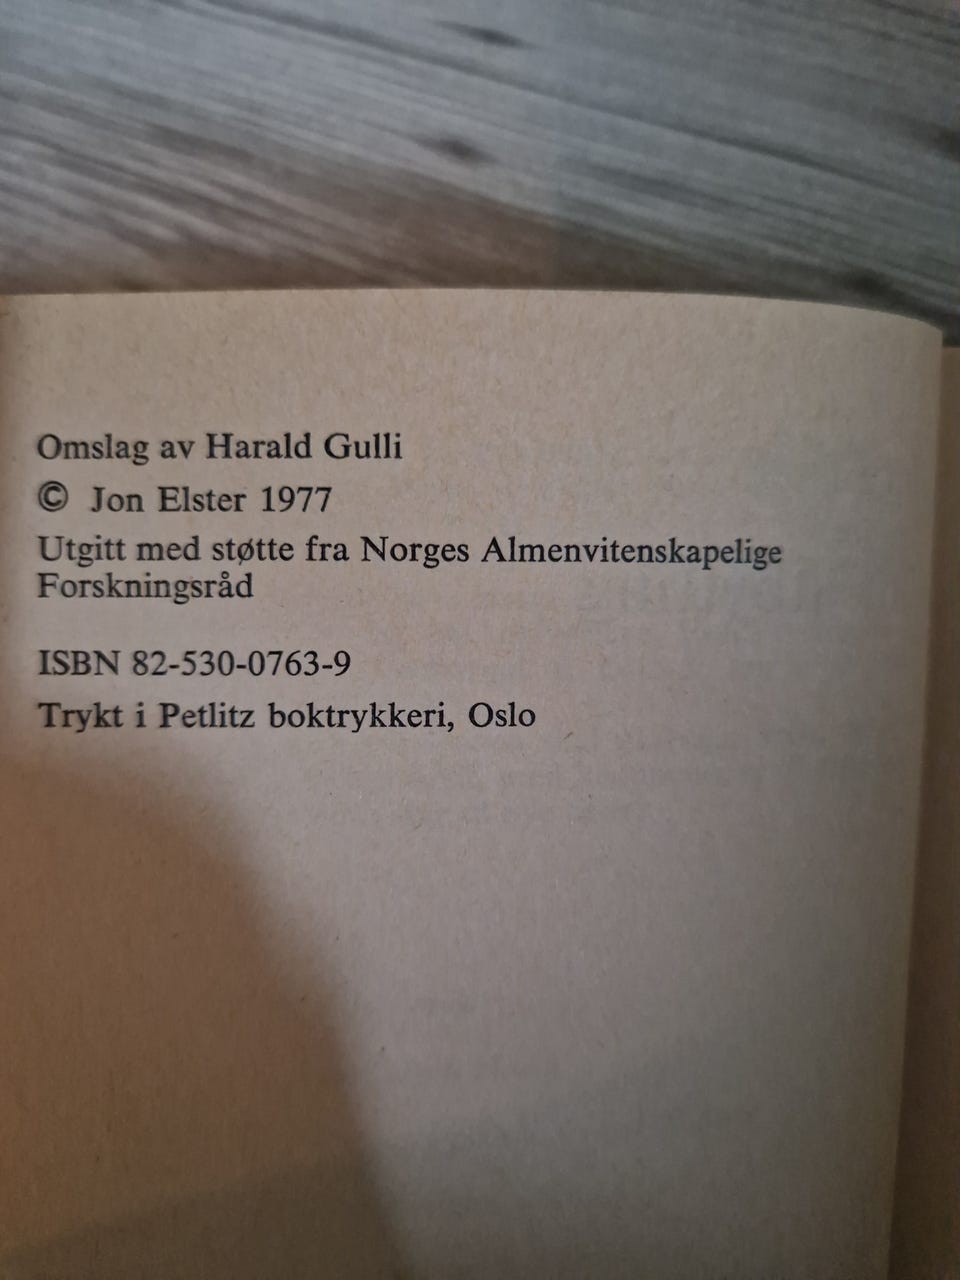 Omslag av Harald Gulli
© Jon Elster 1977
Utgitt med støtte fra Norges Almenvitenskapelige
Forskningsråd
ISBN 82-530-0763-9
Trykt i Petlitz boktrykkeri, Oslo